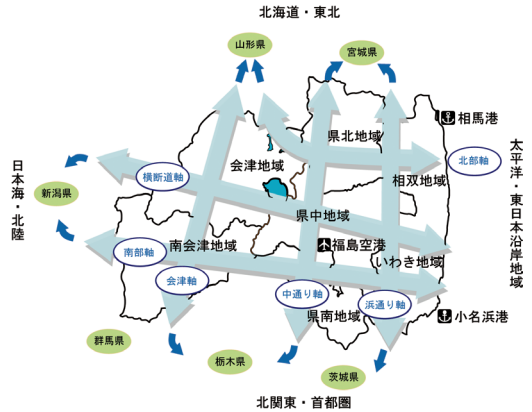 北海道・東北
山形県
宮城県
相馬港
県北地域
会津地域
北部軸
横断道軸
相双地域
新潟県
日本海・北陸
太平洋・東日本沿岸地域
県中地域
南会津地域
福島空港
南部軸
いわき地域
会津軸
中通り軸
浜通り軸
県南地域
小名浜港
群馬県
栃木県
茨城県
北関東・首都圏